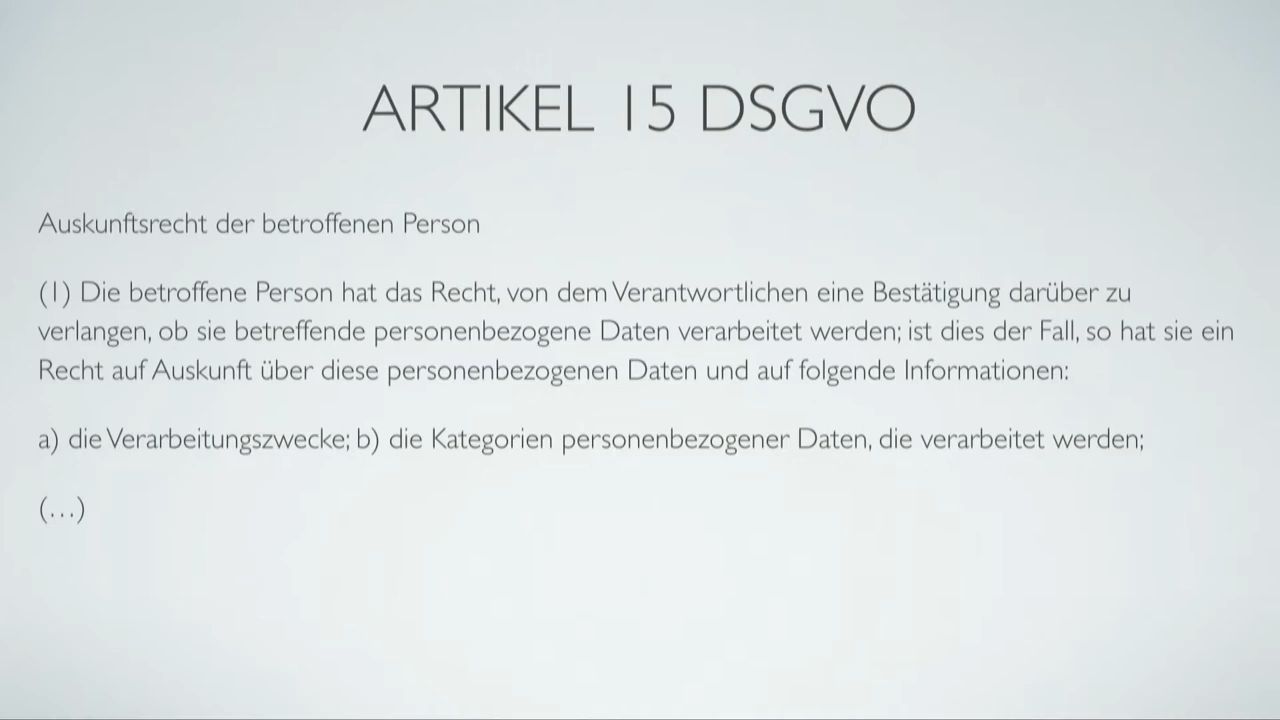 ARTIKEL 15 DSGVO
Auskunftsrecht der betroffenen Person
(1) Die betroffene Person hat das Recht, von dem Verantwortlichen eine Bestätigung darüber zu
verlangen, ob sie betreffende personenbezogene Daten verarbeitet werden; ist dies der Fall, so hat sie ein
Recht auf Auskunft über diese personenbezogenen Daten und auf folgende Informationen:
a) die Verarbeitungszwecke; b) die Kategorien personenbezogener Daten, die verarbeitet werden;
(…)